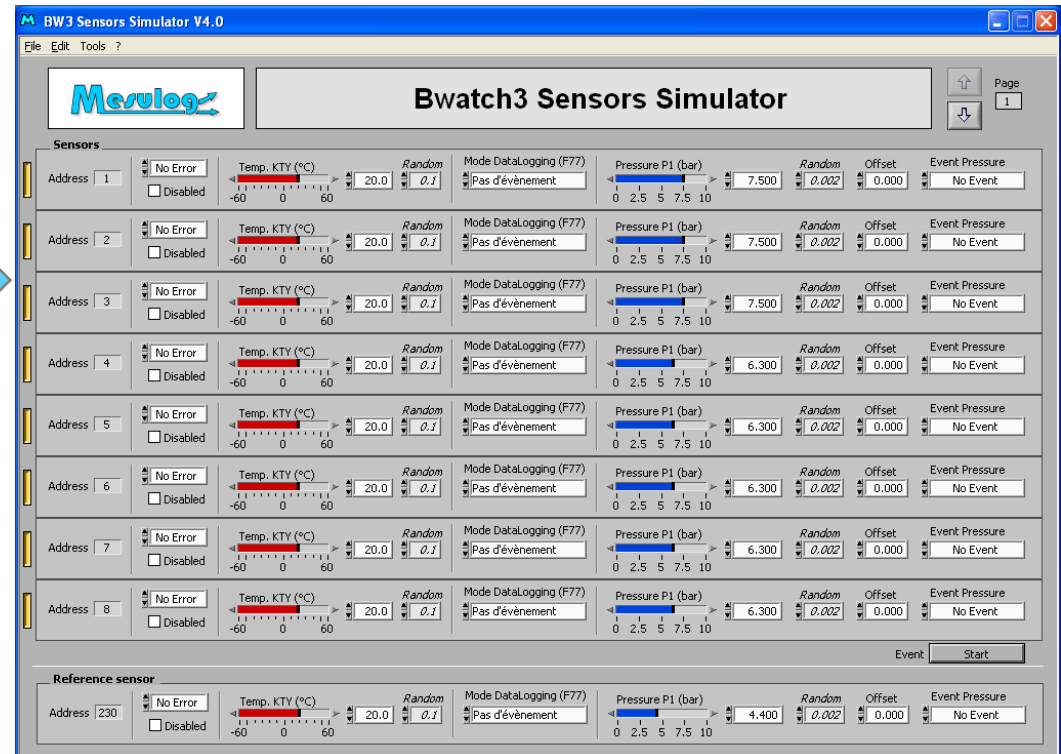 BW3 Sensors Simulator V4.0
File Edit Tools ?
Mesulog
Bwatch3 Sensors Simulator
Page
1
Sensors
Address 1 No Error Disabled Temp. KTY (°C) -60 0 60 20.0 Random 0.1 Mode DataLogging (F77) Pas d'évènement Pressure P1 (bar) 0 2.5 5 7.5 10 7.500 Random 0.002 Offset 0.000 Event Pressure No Event
Address 2 No Error Disabled Temp. KTY (°C) -60 0 60 20.0 Random 0.1 Mode DataLogging (F77) Pas d'évènement Pressure P1 (bar) 0 2.5 5 7.5 10 7.500 Random 0.002 Offset 0.000 Event Pressure No Event
Address 3 No Error Disabled Temp. KTY (°C) -60 0 60 20.0 Random 0.1 Mode DataLogging (F77) Pas d'évènement Pressure P1 (bar) 0 2.5 5 7.5 10 7.500 Random 0.002 Offset 0.000 Event Pressure No Event
Address 4 No Error Disabled Temp. KTY (°C) -60 0 60 20.0 Random 0.1 Mode DataLogging (F77) Pas d'évènement Pressure P1 (bar) 0 2.5 5 7.5 10 6.300 Random 0.002 Offset 0.000 Event Pressure No Event
Address 5 No Error Disabled Temp. KTY (°C) -60 0 60 20.0 Random 0.1 Mode DataLogging (F77) Pas d'évènement Pressure P1 (bar) 0 2.5 5 7.5 10 6.300 Random 0.002 Offset 0.000 Event Pressure No Event
Address 6 No Error Disabled Temp. KTY (°C) -60 0 60 20.0 Random 0.1 Mode DataLogging (F77) Pas d'évènement Pressure P1 (bar) 0 2.5 5 7.5 10 6.300 Random 0.002 Offset 0.000 Event Pressure No Event
Address 7 No Error Disabled Temp. KTY (°C) -60 0 60 20.0 Random 0.1 Mode DataLogging (F77) Pas d'évènement Pressure P1 (bar) 0 2.5 5 7.5 10 6.300 Random 0.002 Offset 0.000 Event Pressure No Event
Address 8 No Error Disabled Temp. KTY (°C) -60 0 60 20.0 Random 0.1 Mode DataLogging (F77) Pas d'évènement Pressure P1 (bar) 0 2.5 5 7.5 10 6.300 Random 0.002 Offset 0.000 Event Pressure No Event
Event Start
Reference sensor
Address 230 No Error Disabled Temp. KTY (°C) -60 0 60 20.0 Random 0.1 Mode DataLogging (F77) Pas d'évènement Pressure P1 (bar) 0 2.5 5 7.5 10 4.400 Random 0.002 Offset 0.000 Event Pressure No Event